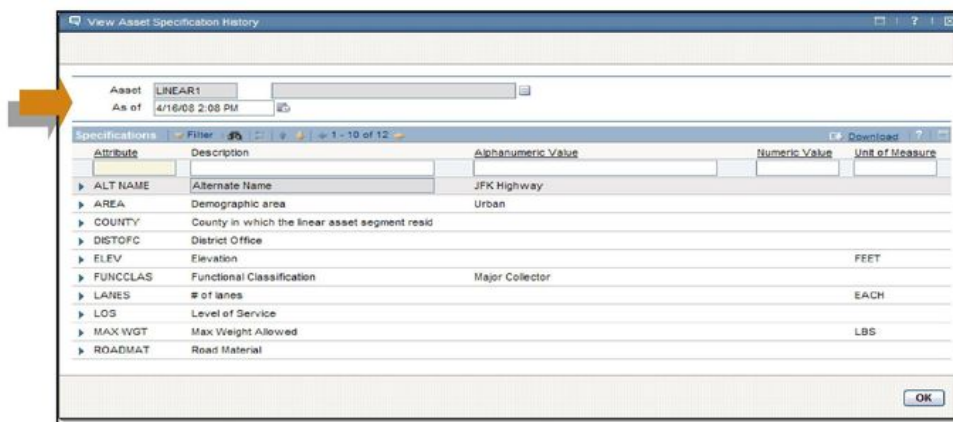 View Asset Specification History ?
Asset LINEAR1
As of 4/16/08 2:08 PM
Specifications Filter 1 - 10 of 12 Download ?
Attribute Description Alphanumeric Value Numeric Value Unit of Measure
ALT NAME Alternate Name JFK Highway
AREA Demographic area Urban
COUNTY County in which the linear asset segment resid
DISTOFC District Office
ELEV Elevation FEET
FUNCCLAS Functional Classification Major Collector
LANES # of lanes EACH
LOS Level of Service
MAX WGT Max Weight Allowed LBS
ROADMAT Road Material
OK